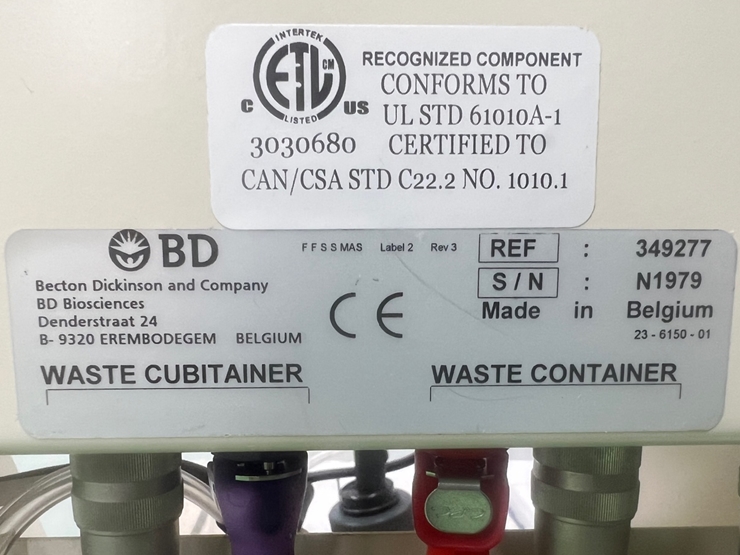 INTERTEK
ETL CM
C US
LISTED
3030680
RECOGNIZED COMPONENT
CONFORMS TO
UL STD 61010A-1
CERTIFIED TO
CAN/CSA STD C22.2 NO. 1010.1
BD
Becton Dickinson and Company
BD Biosciences
Denderstraat 24
B- 9320 EREMBODEGEM BELGIUM
F F S S MAS Label 2 Rev 3
CE
REF : 349277
S / N : N1979
Made in Belgium
23 - 6150 - 01
WASTE CUBITAINER
WASTE CONTAINER